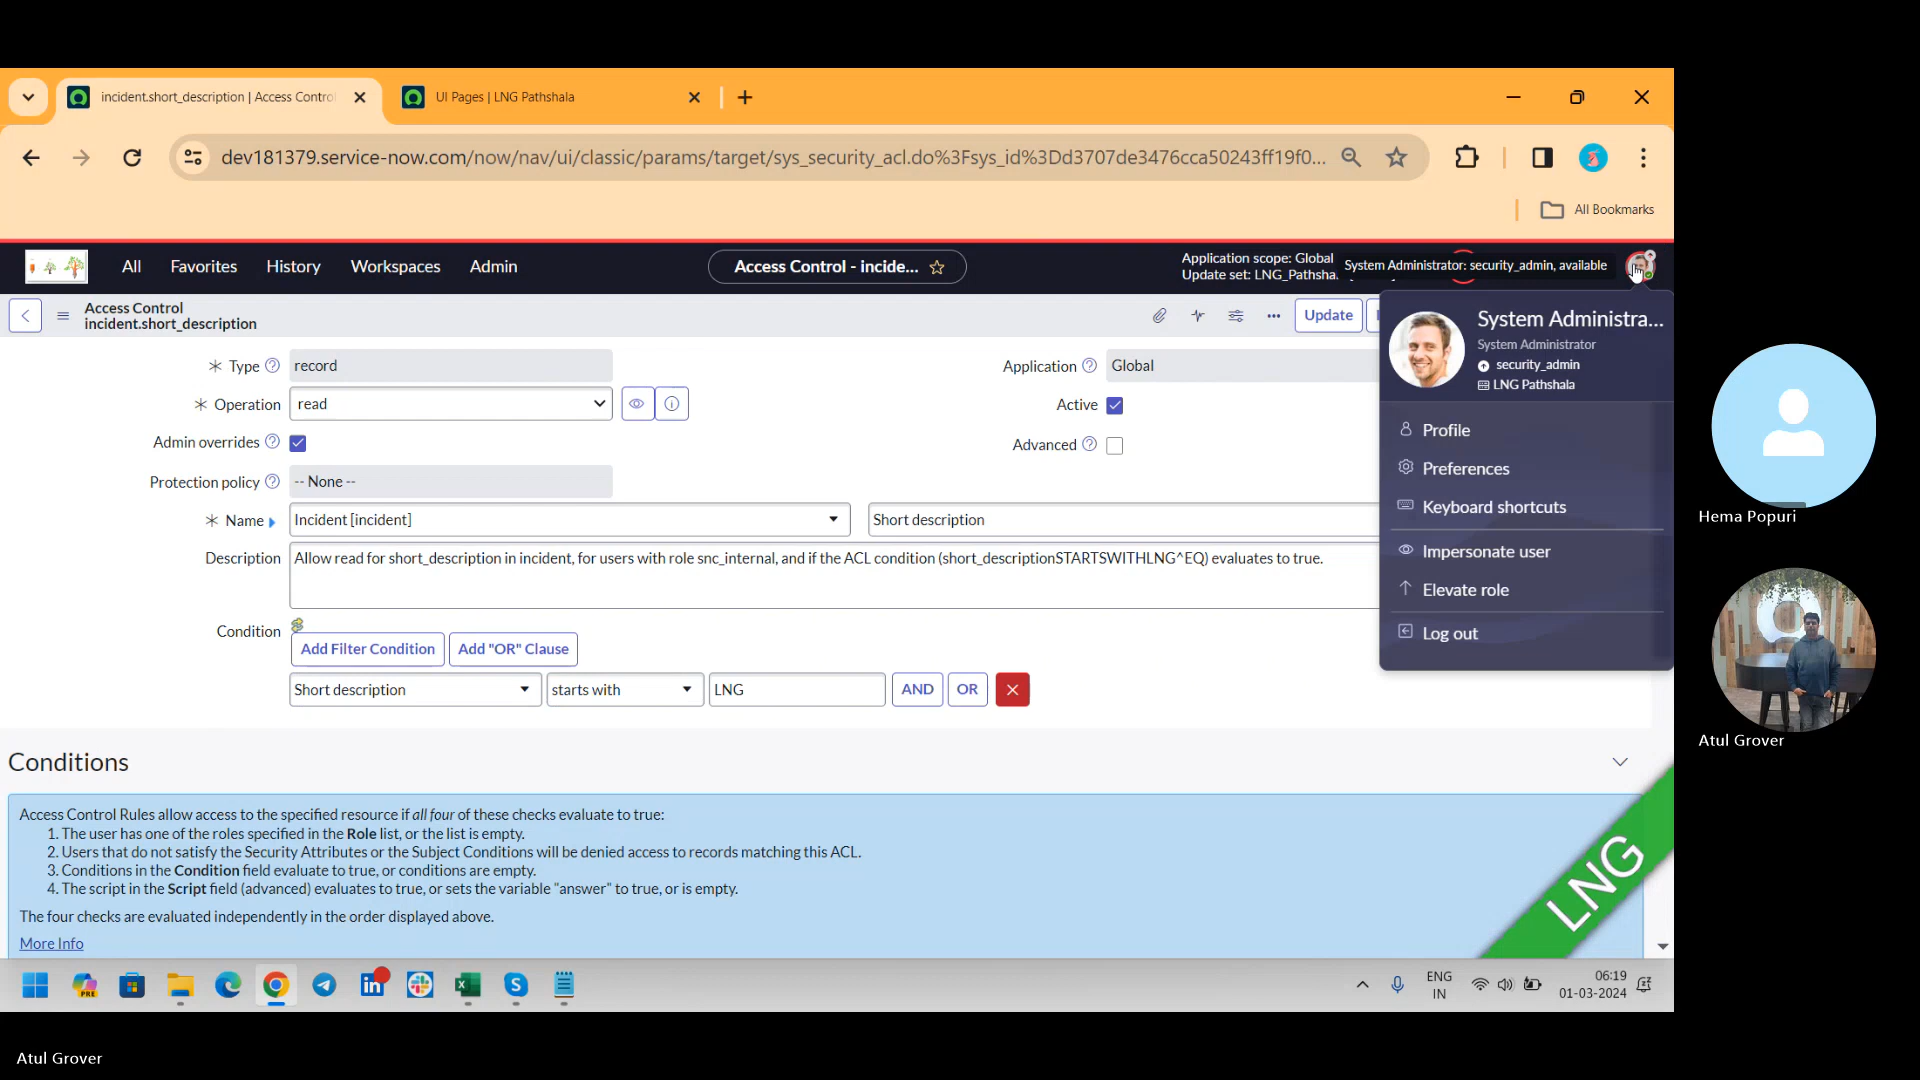 incident.short_description | Access Contro
UI Pages | LNG Pathshala
dev181379.service-now.com/now/nav/ui/classic/params/target/sys_security_acl.do%3Fsys_id%3Dd3707de3476cca50243ff19f0...
All Bookmarks
All Favorites History Workspaces Admin
Access Control - incide...
Application scope: Global
Update set: LNG_Pathsha
System Administrator: security_admin, available
Access Control
incident.short_description
Update
System Administra...
System Administrator
security_admin
LNG Pathshala
Profile
Preferences
Keyboard shortcuts
Impersonate user
Elevate role
Log out
Type record
Application Global
Operation read
Active
Admin overrides
Advanced
Protection policy -- None --
Name Incident [incident] Short description
Description Allow read for short_description in incident, for users with role snc_internal, and if the ACL condition (short_descriptionSTARTSWITHLNG^EQ) evaluates to true.
Condition
Add Filter Condition Add "OR" Clause
Short description starts with LNG AND OR
Conditions
Access Control Rules allow access to the specified resource if all four of these checks evaluate to true:
1. The user has one of the roles specified in the Role list, or the list is empty.
2. Users that do not satisfy the Security Attributes or the Subject Conditions will be denied access to records matching this ACL.
3. Conditions in the Condition field evaluate to true, or conditions are empty.
4. The script in the Script field (advanced) evaluates to true, or sets the variable "answer" to true, or is empty.
The four checks are evaluated independently in the order displayed above.
More Info
LNG
ENG
IN
06:19
01-03-2024
Hema Popuri
Atul Grover
Atul Grover